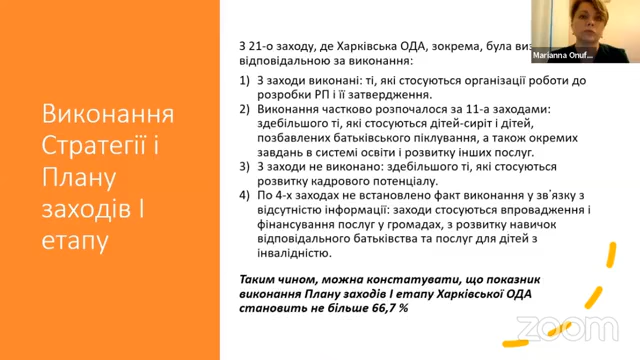 Виконання
Стратегії і
Плану
заходів І
етапу
З 21-о заходу, де Харківська ОДА, зокрема, була
відповідальною за виконання:
1) З заходи виконані: ті, які стосуються організації роботи до
розробки РП і її затвердження.
2) Виконання частково розпочалося за 11-а заходами:
здебільшого ті, які стосуються дітей-сиріт і дітей,
позбавлених батьківського піклування, а також окремих
завдань в системі освіти і розвитку інших послуг.
3) З заходи не виконано: здебільшого ті, які стосуються
розвитку кадрового потенціалу.
4) По 4-х заходах не встановлено факт виконання у зв'язку з
відсутністю інформації: заходи стосуються впровадження і
фінансування послуг у громадах, з розвитку навичок
відповідального батьківства та послуг для дітей з
інвалідністю.
Таким чином, можна констатувати, що показник
виконання Плану заходів І етапу Харківської ОДА
становить не більше 66,7 %
Marianna Onuf...
zoom